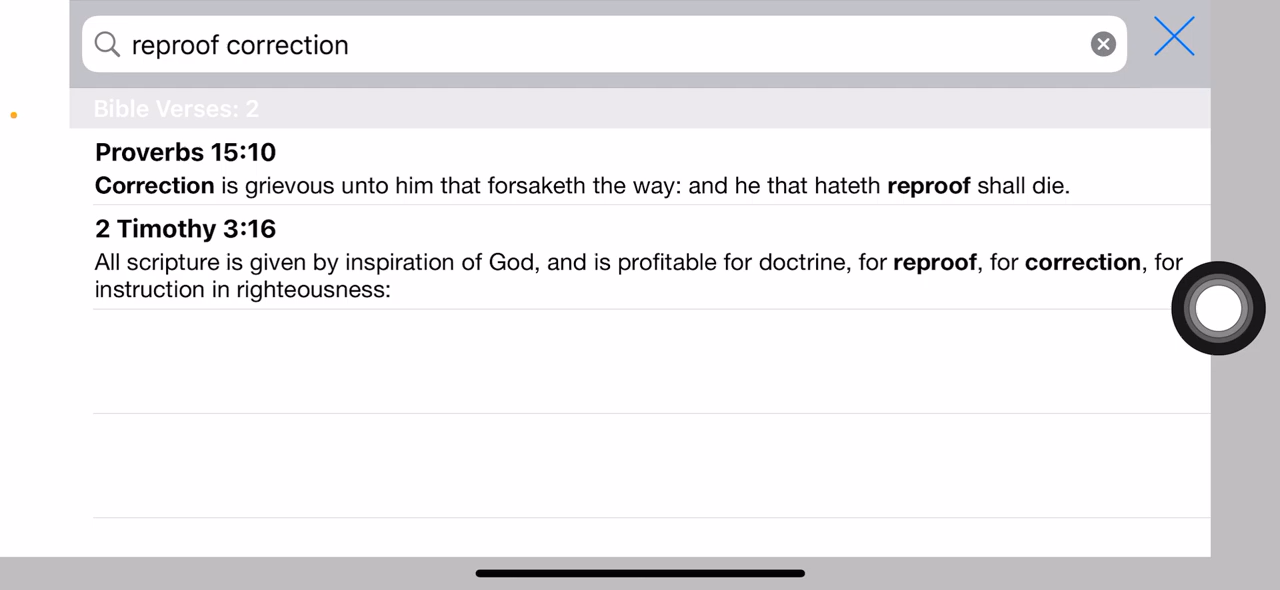 reproof correction
Bible Verses: 2
Proverbs 15:10
Correction is grievous unto him that forsaketh the way: and he that hateth reproof shall die.
2 Timothy 3:16
All scripture is given by inspiration of God, and is profitable for doctrine, for reproof, for correction, for
instruction in righteousness: